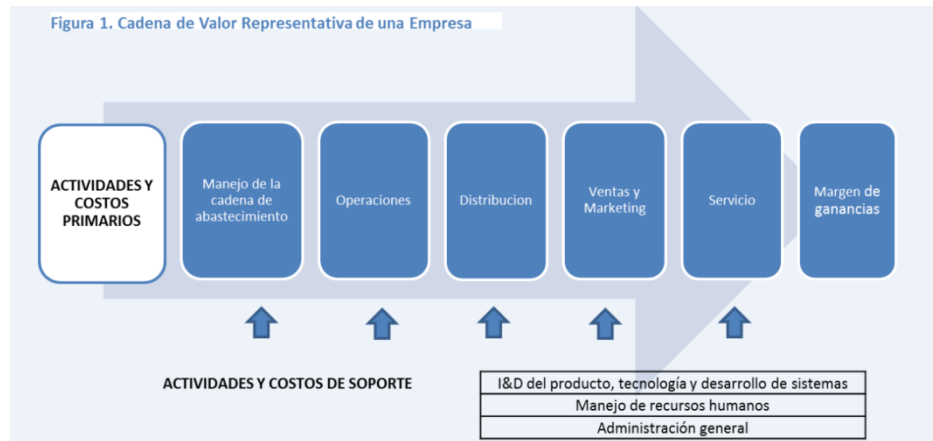 Figura 1. Cadena de Valor Representativa de una Empresa
ACTIVIDADES Y
COSTOS
PRIMARIOS
Manejo de la
cadena de
abastecimiento
Operaciones
Distribucion
Ventas y
Marketing
Servicio
Margen de
ganancias
ACTIVIDADES Y COSTOS DE SOPORTE
I&D del producto, tecnología y desarrollo de sistemas
Manejo de recursos humanos
Administración general